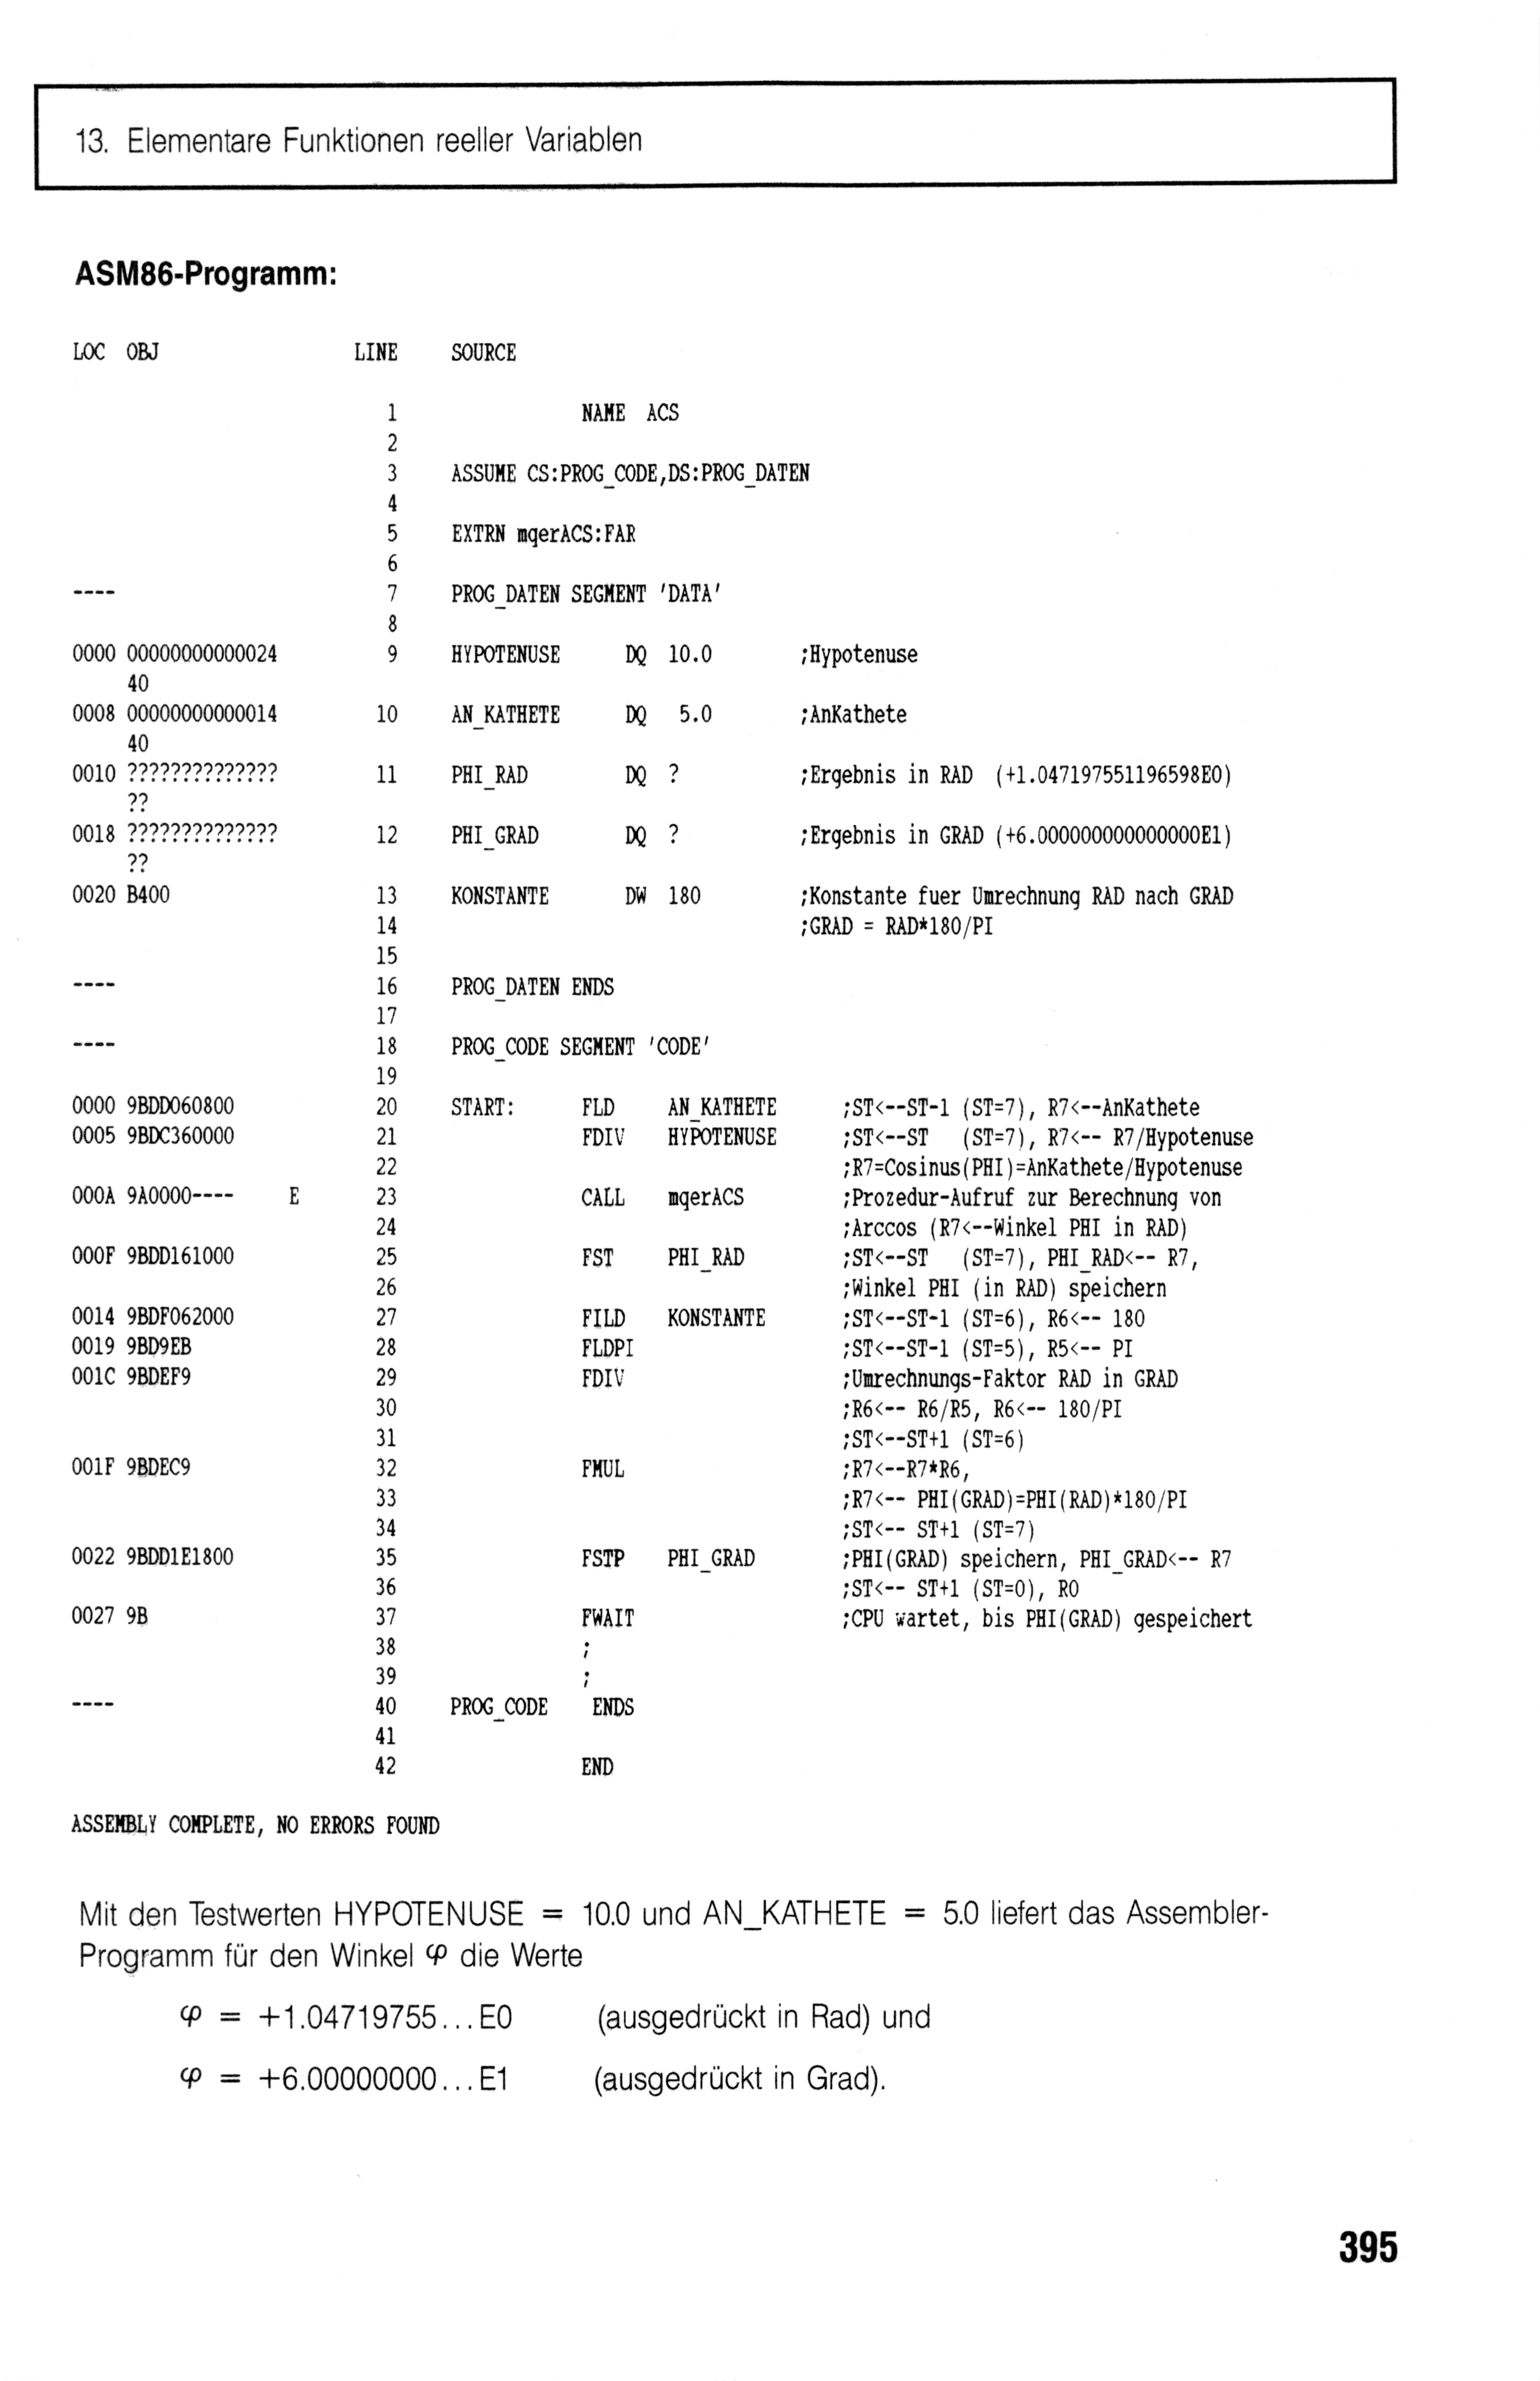 13. Elementare Funktionen reeller Variablen
ASM86-Programm:
LOC  OBJ                  LINE     SOURCE
                             1                 NAME  ACS
                             2
                             3     ASSUME CS:PROG_CODE,DS:PROG_DATEN
                             4
                             5     EXTRN mqerACS:FAR
                             6
----                         7     PROG_DATEN SEGMENT 'DATA'
                             8
0000 00000000000024          9     HYPOTENUSE      DQ  10.0        ;Hypotenuse
     40
0008 00000000000014         10     AN_KATHETE      DQ   5.0        ;AnKathete
     40
0010 ??????????????         11     PHI_RAD         DQ  ?           ;Ergebnis in RAD  (+1.047197551196598E0)
     ??
0018 ??????????????         12     PHI_GRAD        DQ  ?           ;Ergebnis in GRAD (+6.000000000000000E1)
     ??
0020 B400                   13     KONSTANTE       DW  180         ;Konstante fuer Umrechnung RAD nach GRAD
                            14                                     ;GRAD = RAD*180/PI
                            15
----                        16     PROG_DATEN ENDS
                            17
----                        18     PROG_CODE SEGMENT 'CODE'
                            19
0000 9BDD060800             20     START:      FLD     AN_KATHETE      ;ST<--ST-1 (ST=7), R7<--AnKathete
0005 9BDC360000             21                 FDIV    HYPOTENUSE      ;ST<--ST   (ST=7), R7<-- R7/Hypotenuse
                            22                                         ;R7=Cosinus(PHI)=AnKathete/Hypotenuse
000A 9A0000----      E      23                 CALL    mqerACS         ;Prozedur-Aufruf zur Berechnung von
                            24                                         ;Arccos (R7<--Winkel PHI in RAD)
000F 9BDD161000             25                 FST     PHI_RAD         ;ST<--ST   (ST=7), PHI_RAD<-- R7,
                            26                                         ;Winkel PHI (in RAD) speichern
0014 9BDF062000             27                 FILD    KONSTANTE       ;ST<--ST-1 (ST=6), R6<-- 180
0019 9BD9EB                 28                 FLDPI                   ;ST<--ST-1 (ST=5), R5<-- PI
001C 9BDEF9                 29                 FDIV                    ;Umrechnungs-Faktor RAD in GRAD
                            30                                         ;R6<-- R6/R5, R6<-- 180/PI
                            31                                         ;ST<--ST+1 (ST=6)
001F 9BDEC9                 32                 FMUL                    ;R7<--R7*R6,
                            33                                         ;R7<-- PHI(GRAD)=PHI(RAD)*180/PI
                            34                                         ;ST<-- ST+1 (ST=7)
0022 9BDD1E1800             35                 FSTP    PHI_GRAD        ;PHI(GRAD) speichern, PHI_GRAD<-- R7
                            36                                         ;ST<-- ST+1 (ST=0), R0
0027 9B                     37                 FWAIT                   ;CPU wartet, bis PHI(GRAD) gespeichert
                            38                 ;
                            39                 ;
----                        40     PROG_CODE    ENDS
                            41
                            42                 END
ASSEMBLY COMPLETE, NO ERRORS FOUND
Mit den Testwerten HYPOTENUSE = 10.0 und AN_KATHETE = 5.0 liefert das Assembler-
Programm für den Winkel φ die Werte
φ = +1.04719755...E0 (ausgedrückt in Rad) und
φ = +6.00000000...E1 (ausgedrückt in Grad).
395